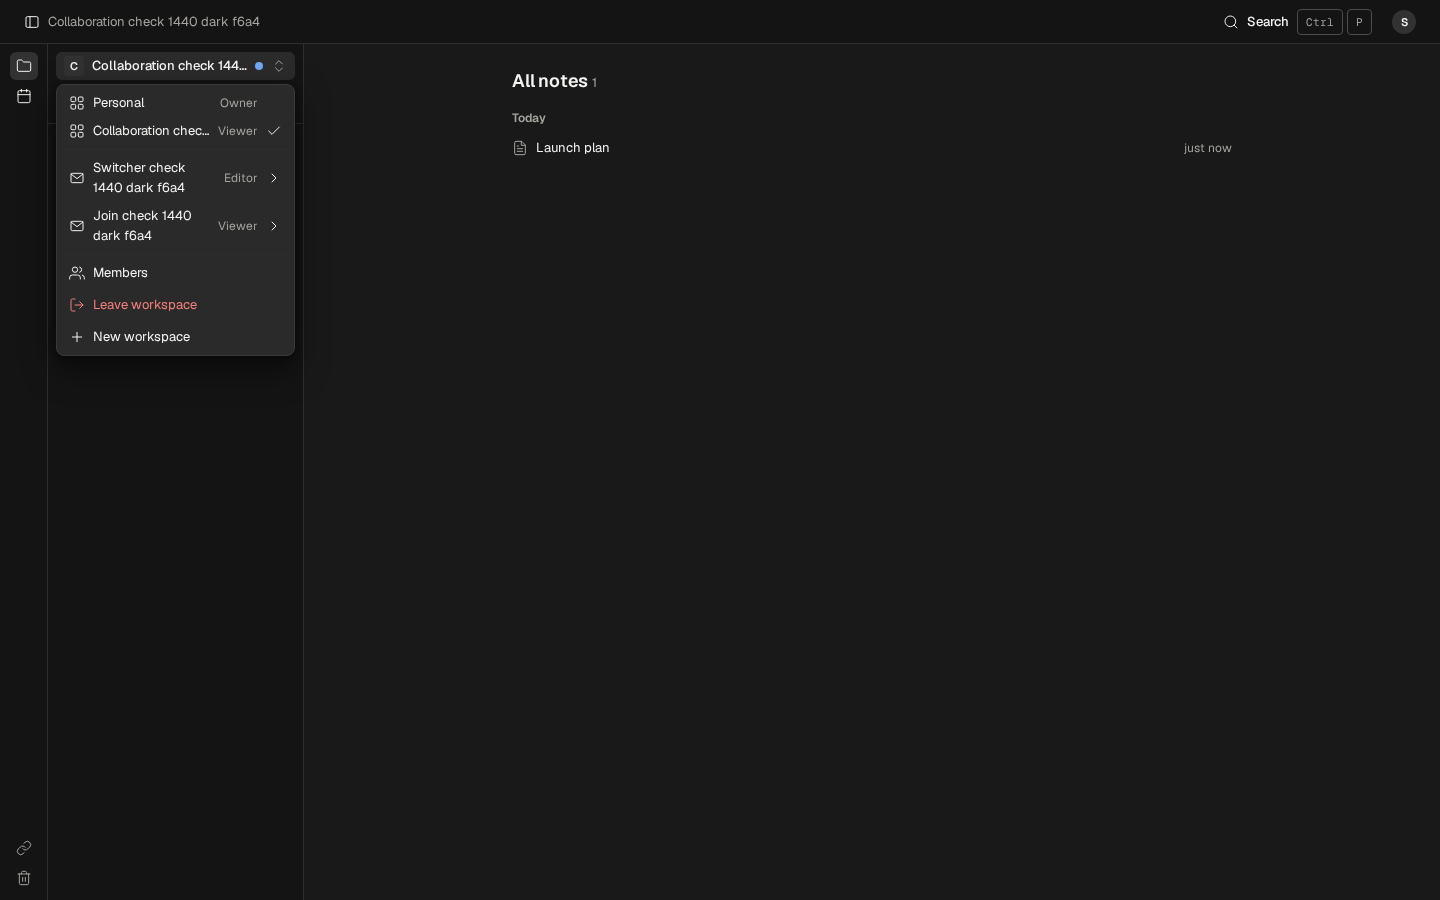 Collaboration check 1440 dark f6a4
Search Ctrl P S
C Collaboration check 144...
Personal Owner
Collaboration chec... Viewer
Switcher check
1440 dark f6a4
Editor
Join check 1440
dark f6a4
Viewer
Members
Leave workspace
New workspace
All notes 1
Today
Launch plan just now